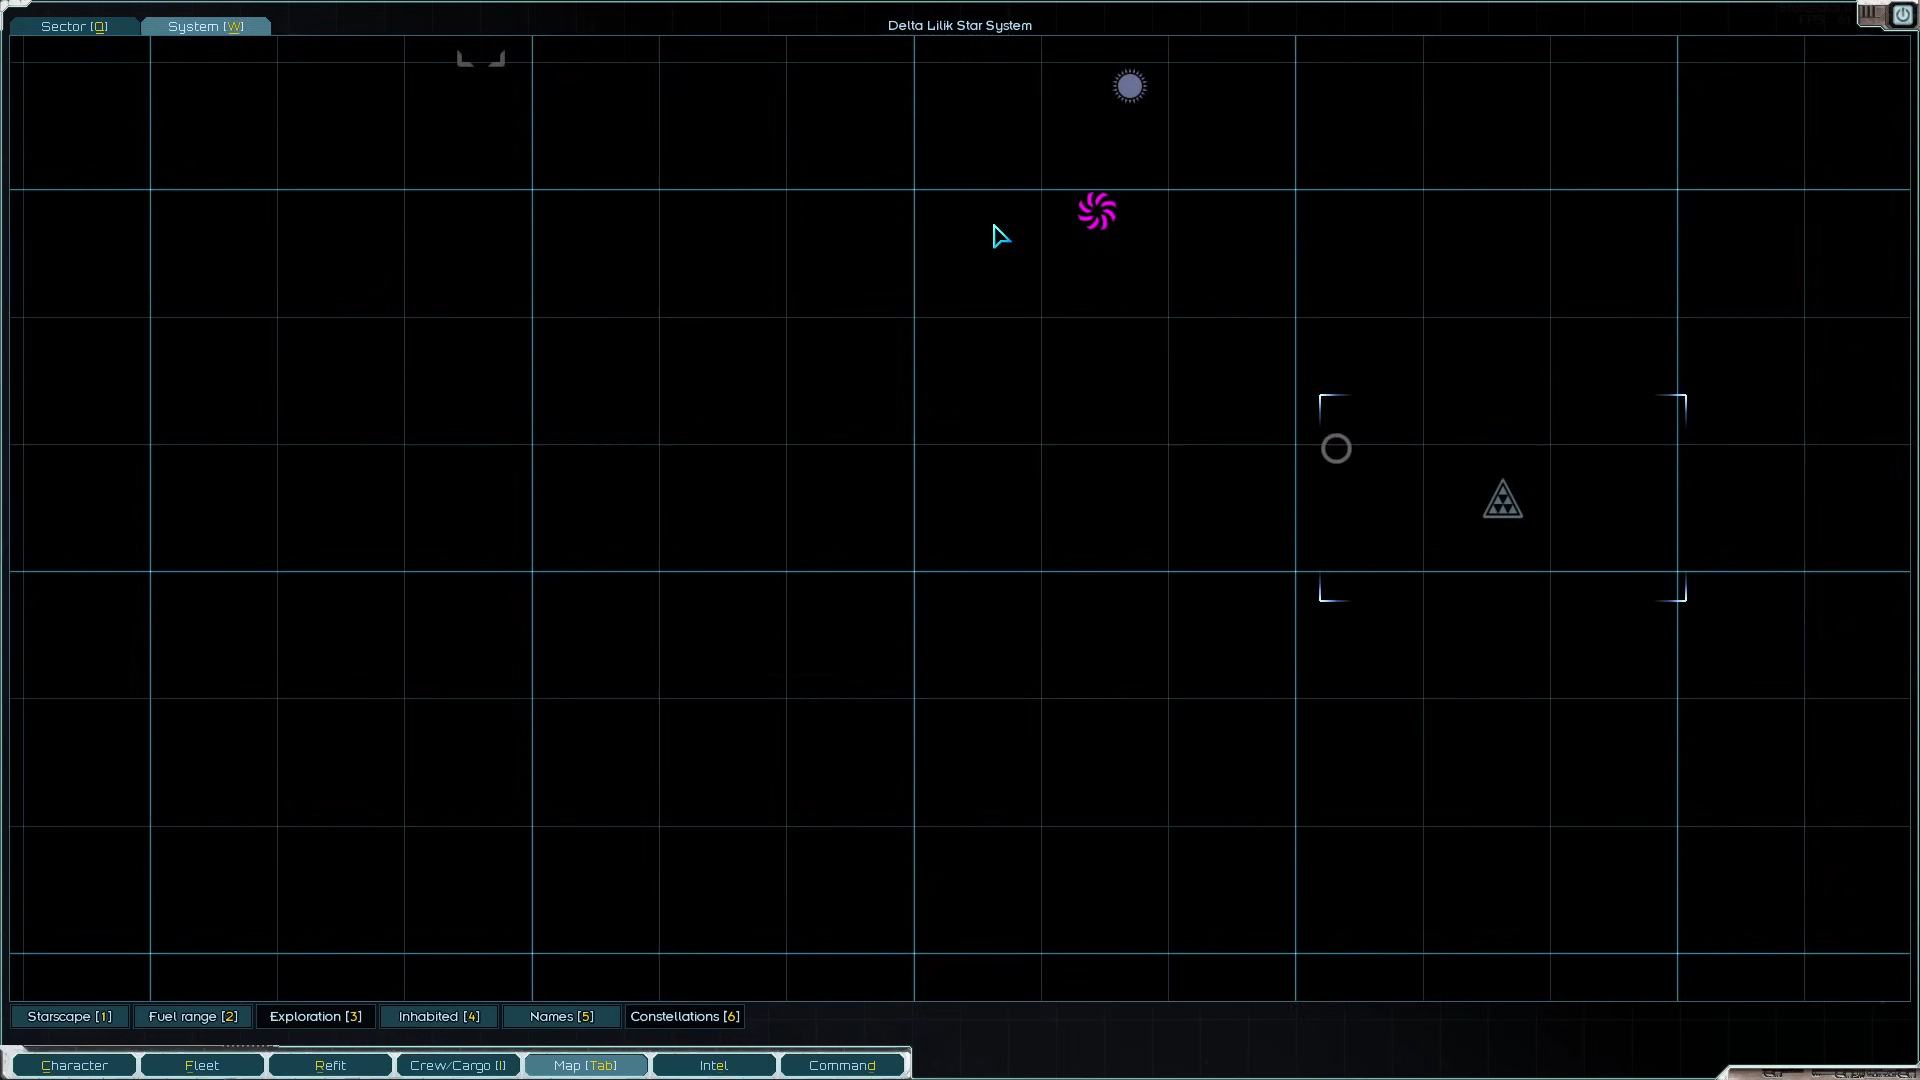 Sector [Q]
System [W]
Delta Lilik Star System
Starscape [1]
Fuel range [2]
Exploration [3]
Inhabited [4]
Names [5]
Constellations [6]
Character
Fleet
Refit
Crew/Cargo [I]
Map [Tab]
Intel
Command